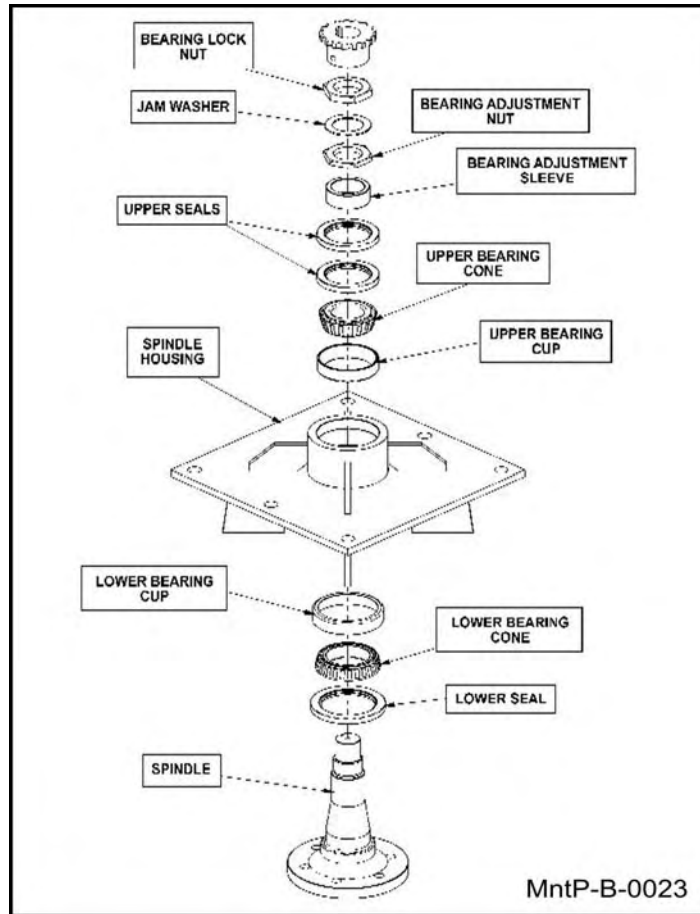 BEARING LOCK
NUT
JAM WASHER
BEARING ADJUSTMENT
NUT
BEARING ADJUSTMENT
SLEEVE
UPPER SEALS
UPPER BEARING
CONE
UPPER BEARING
CUP
SPINDLE
HOUSING
LOWER BEARING
CUP
LOWER BEARING
CONE
LOWER SEAL
SPINDLE
MntP-B-0023